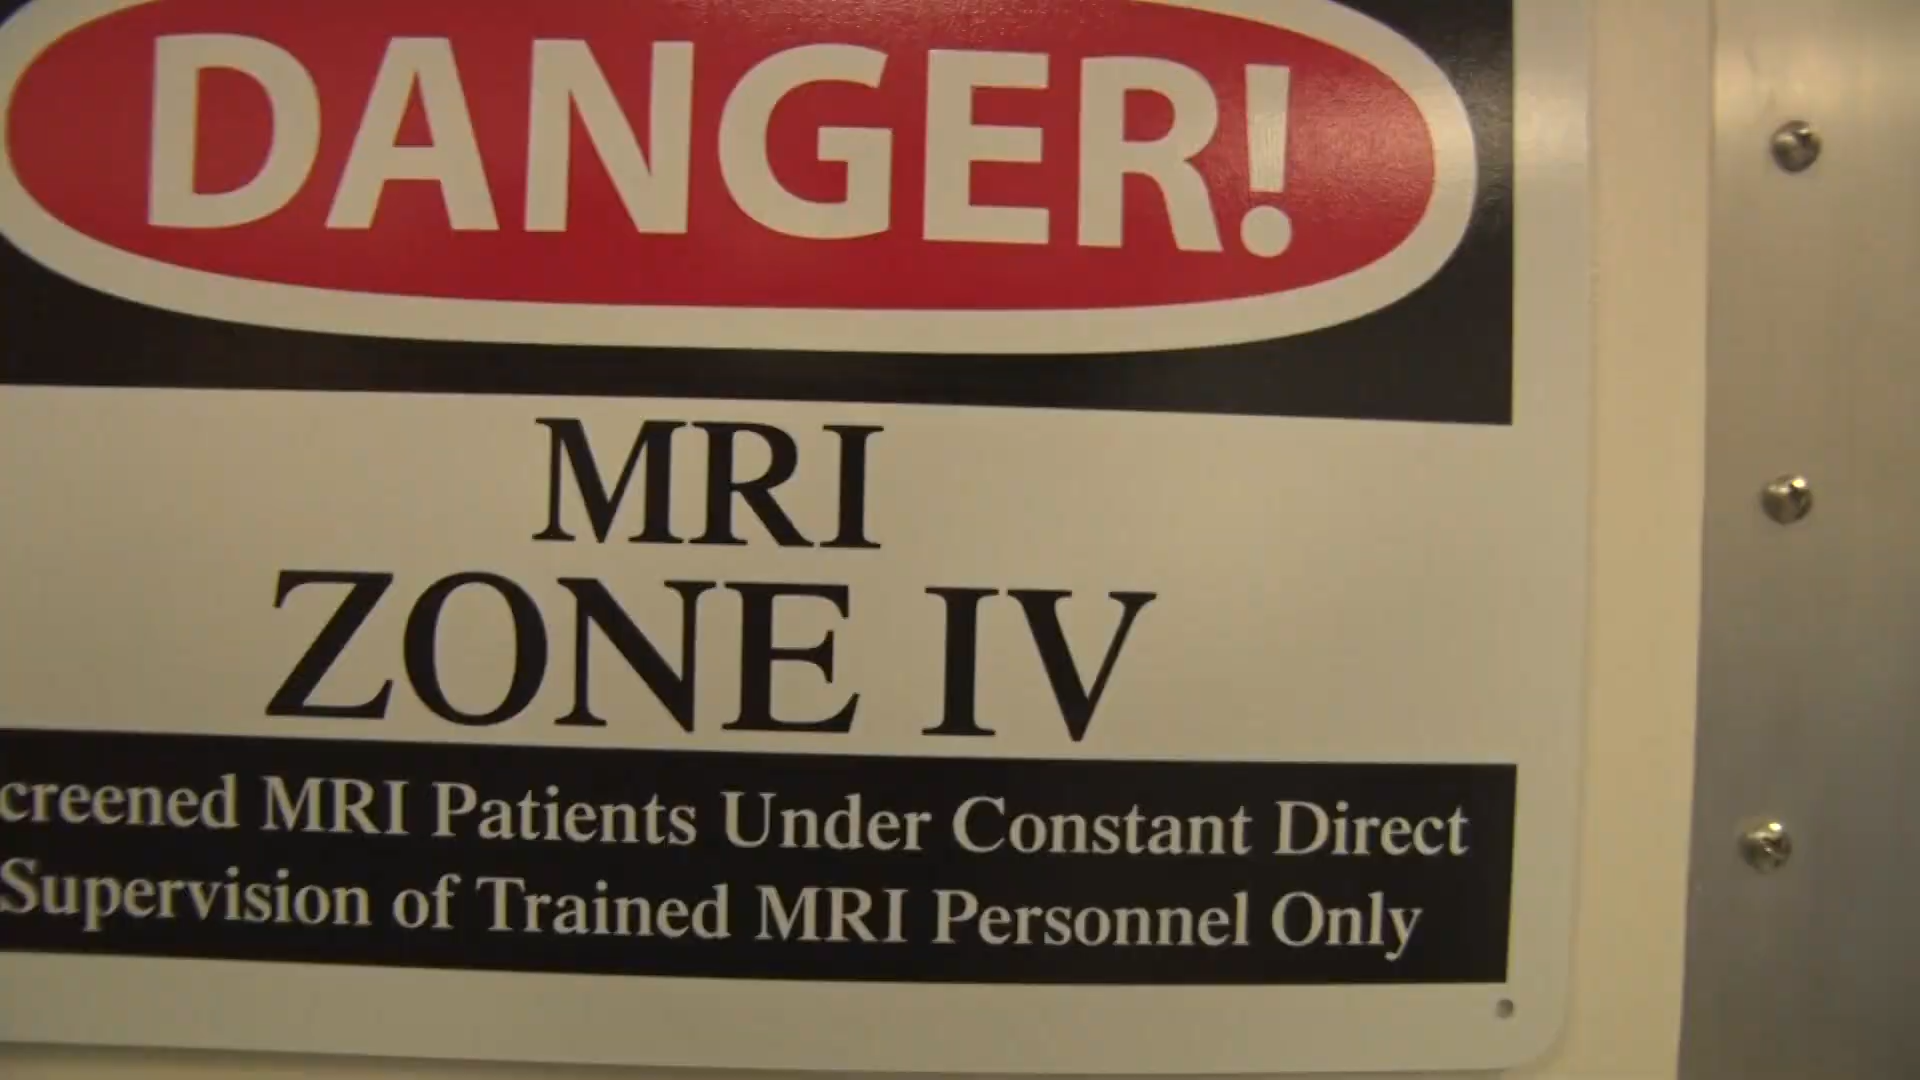 DANGER!
MRI
ZONE IV
creened MRI Patients Under Constant Direct
Supervision of Trained MRI Personnel Only